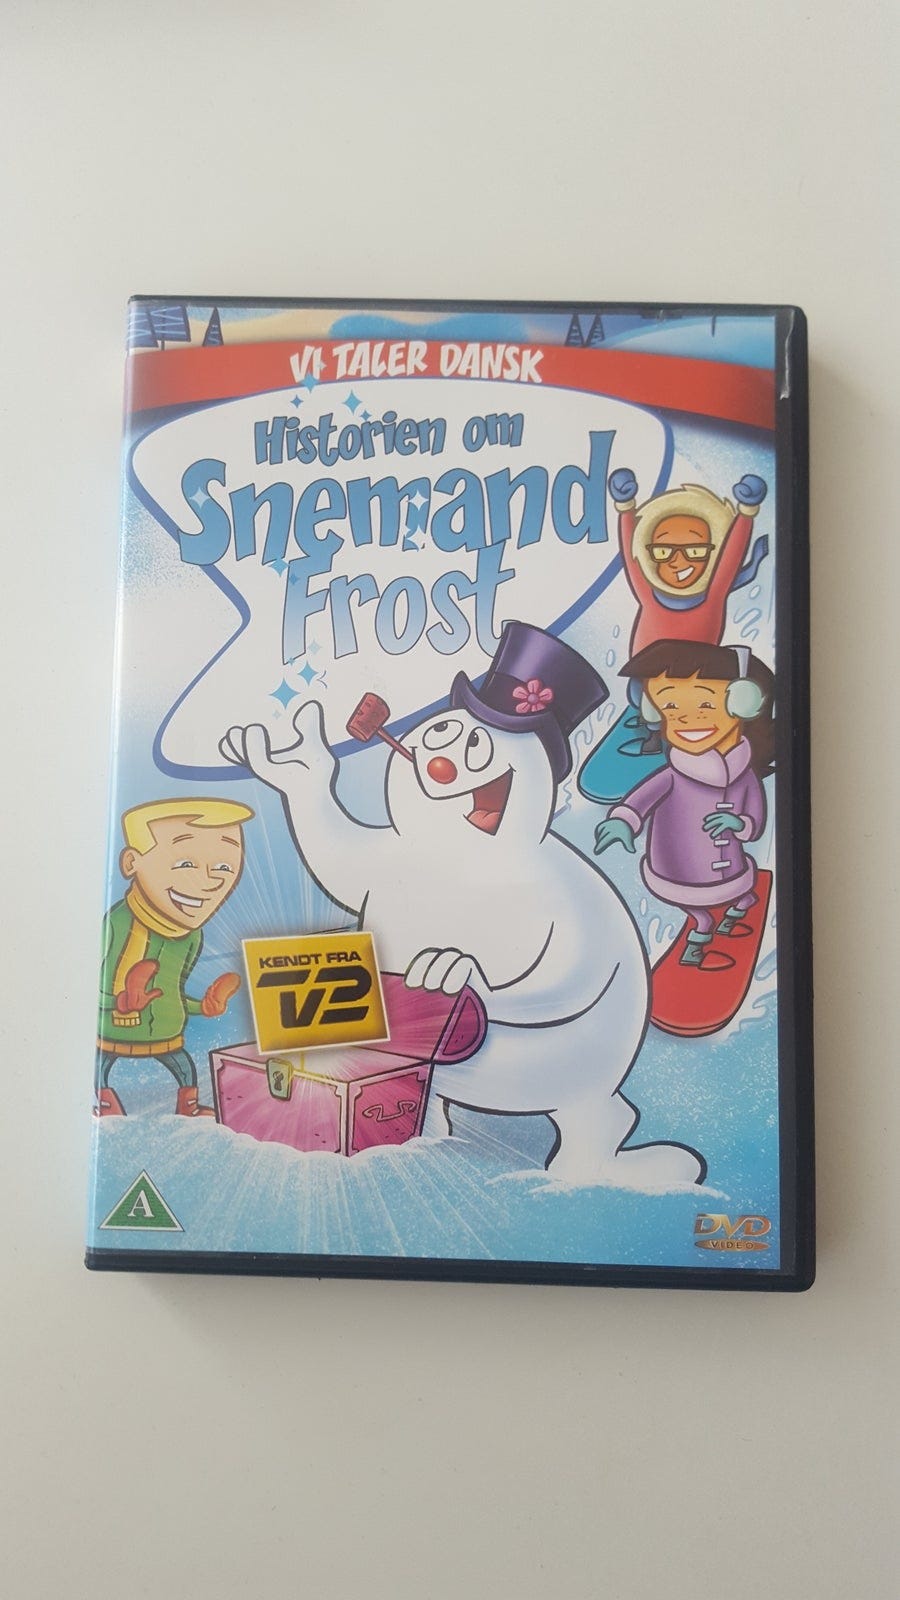 VI TALER DANSK
Historien om
Snemand
Frost
KENDT FRA
TV2
A
DVD
VIDEO